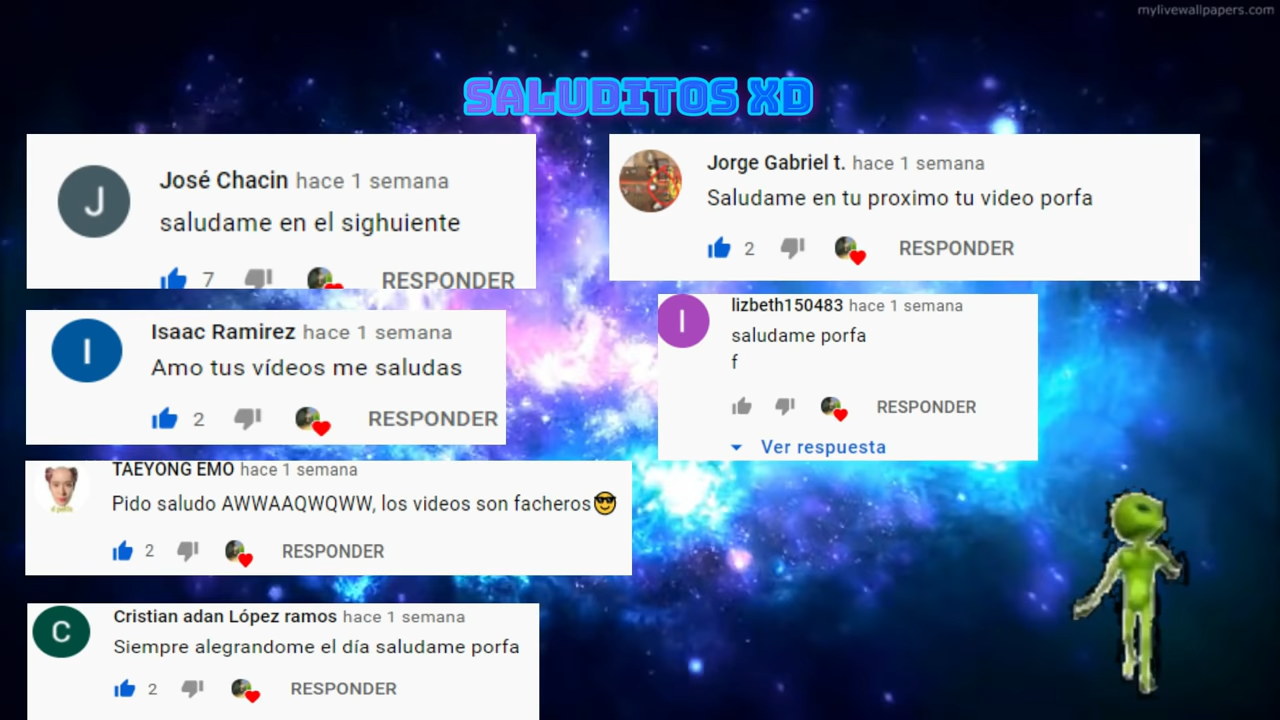 mylivewallpapers.com
SALUDITOS XD
J
José Chacin hace 1 semana
saludame en el sighuiente
7 RESPONDER
Jorge Gabriel t. hace 1 semana
Saludame en tu proximo tu video porfa
2 RESPONDER
I
Isaac Ramirez hace 1 semana
Amo tus vídeos me saludas
2 RESPONDER
l
lizbeth150483 hace 1 semana
saludame porfa
f
RESPONDER
Ver respuesta
TAEYONG EMO hace 1 semana
Pido saludo AWWAAQWQWW, los videos son facheros😎
2 RESPONDER
C
Cristian adan López ramos hace 1 semana
Siempre alegrandome el día saludame porfa
2 RESPONDER